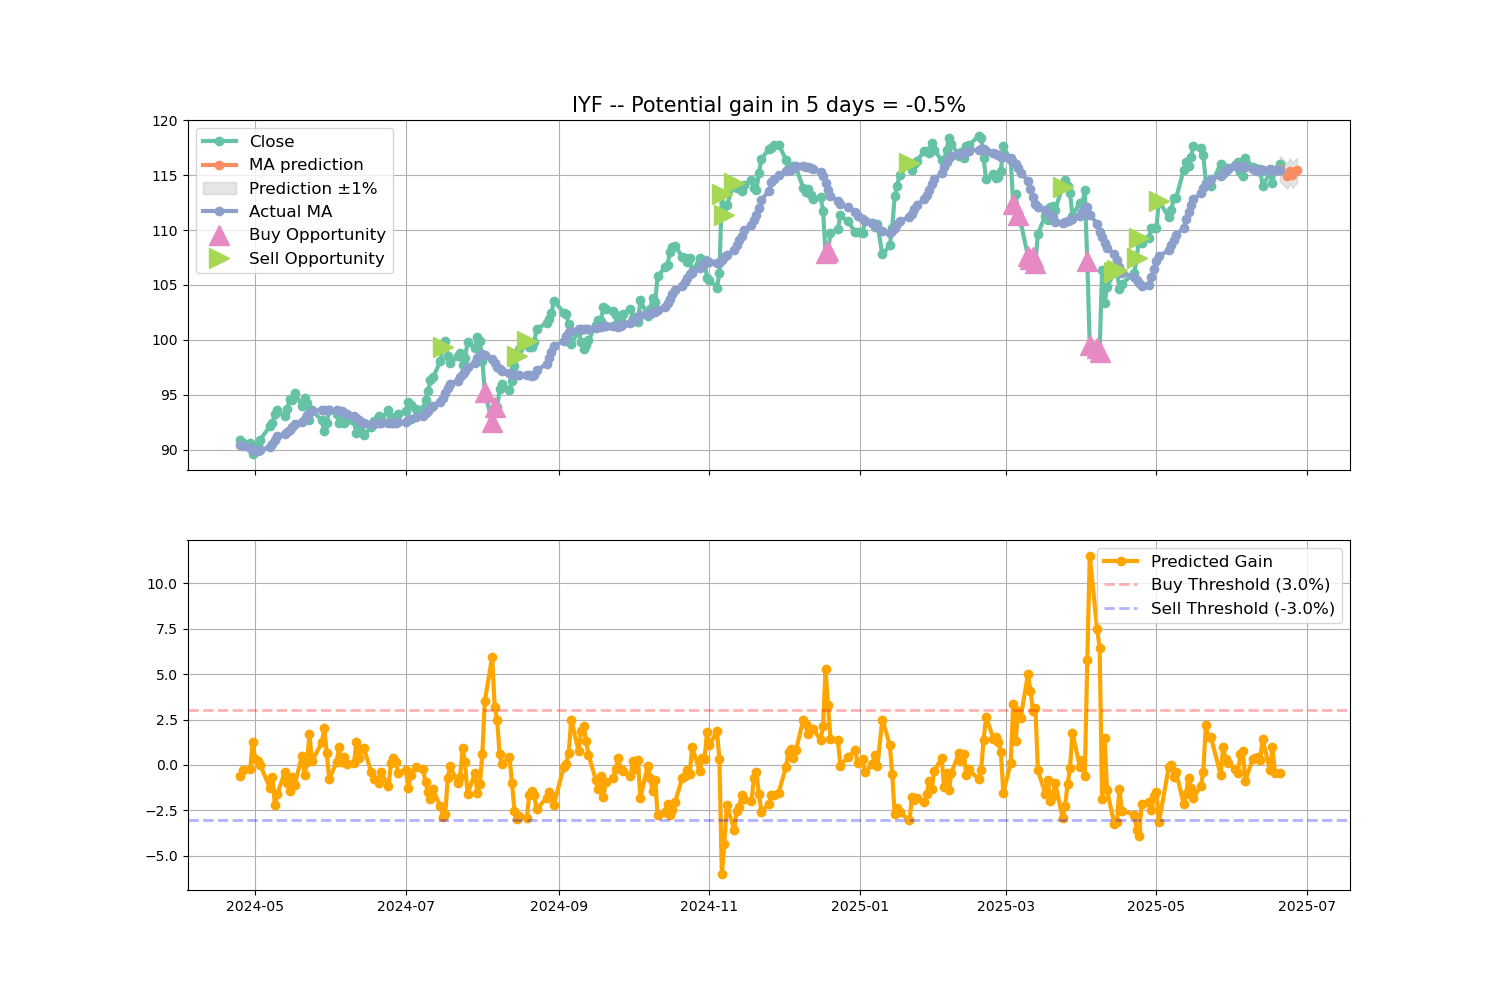 IYF -- Potential gain in 5 days = -0.5%
120
115
110
105
100
95
90
Close
MA prediction
Prediction ±1%
Actual MA
Buy Opportunity
Sell Opportunity
10.0
7.5
5.0
2.5
0.0
−2.5
−5.0
Predicted Gain
Buy Threshold (3.0%)
Sell Threshold (-3.0%)
2024-05
2024-07
2024-09
2024-11
2025-01
2025-03
2025-05
2025-07